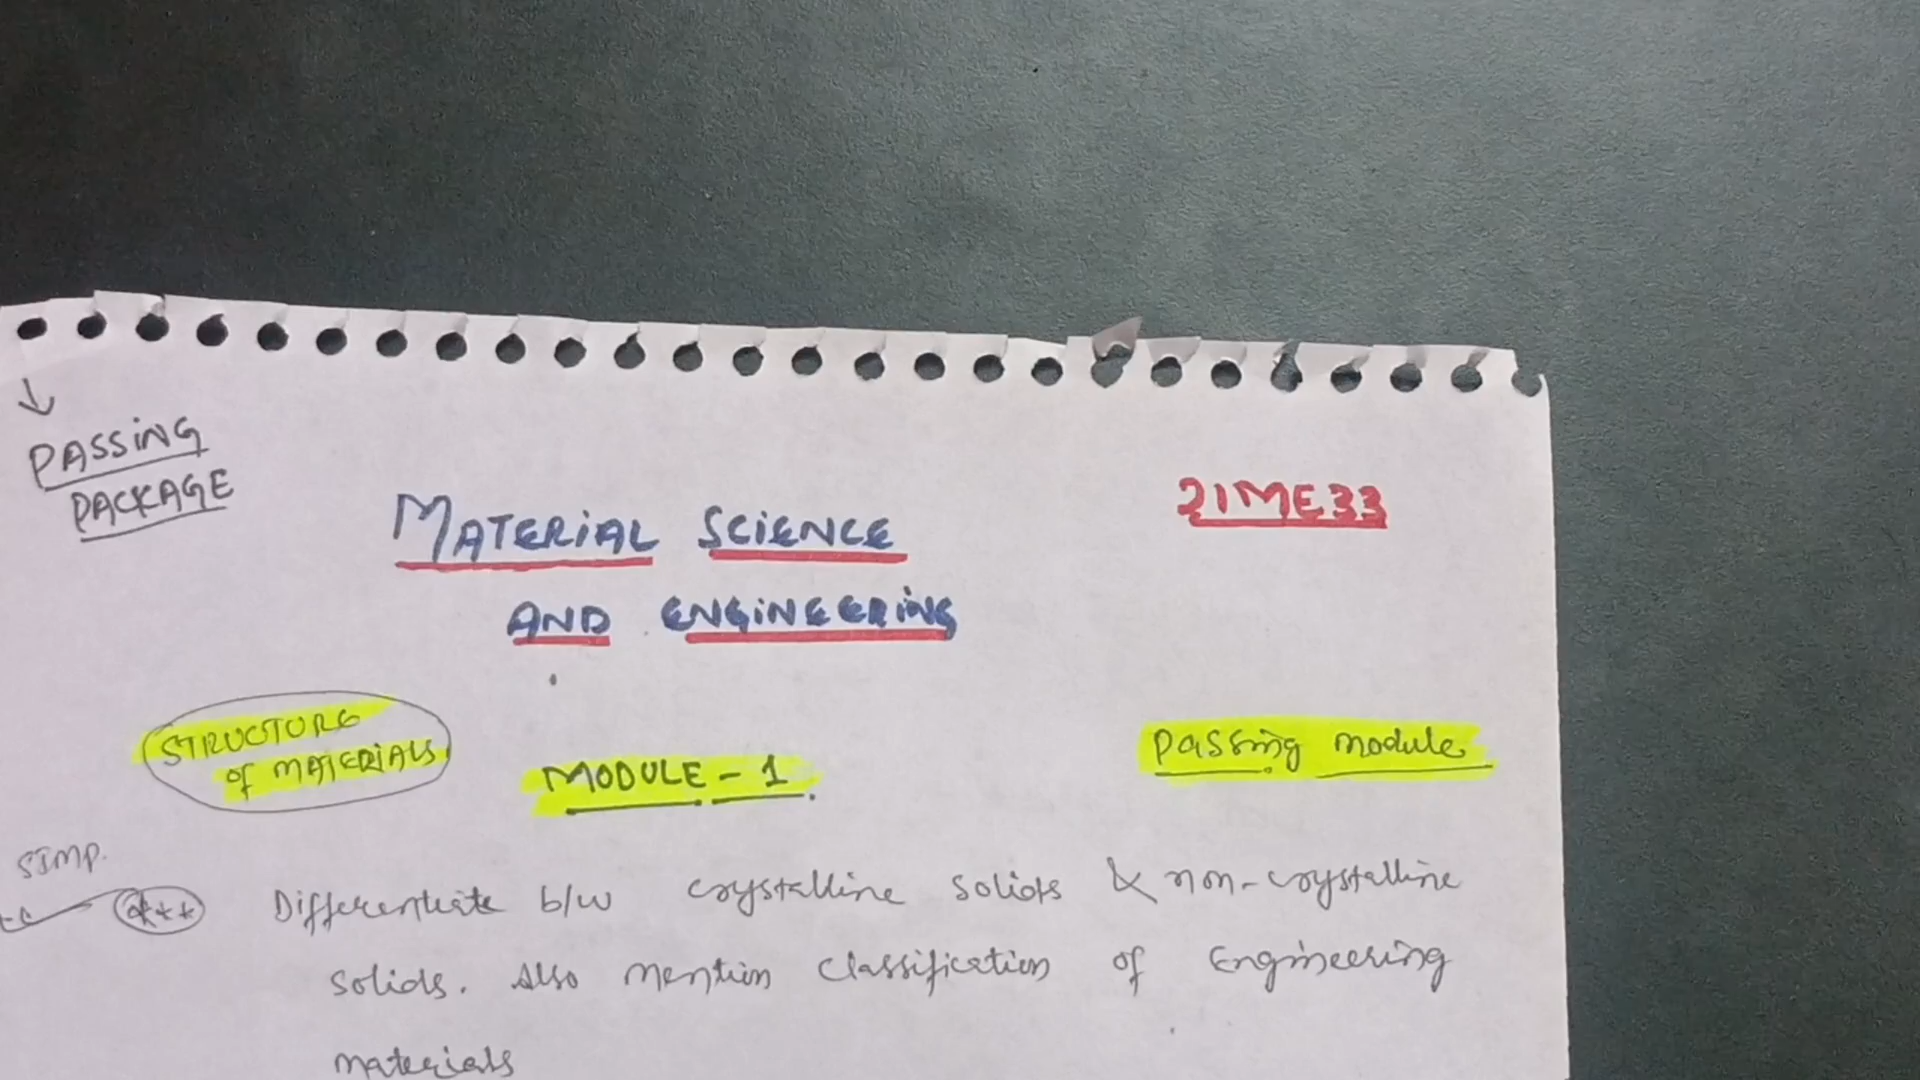 PASSING
PACKAGE
MATERIAL SCIENCE
AND ENGINEERING
21ME33
STRUCTURE
of MATERIALS
MODULE - 1
Passing module
SIMP.
***
Differentiate b/w crystalline solids & non-crystalline
solids. Also mention classification of Engineering
materials